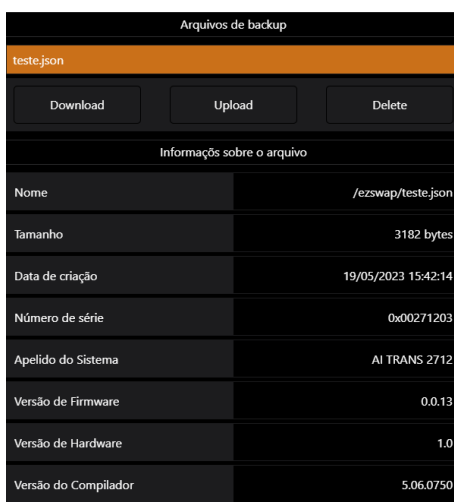 Arquivos de backup
teste.json
Download Upload Delete
Informaçõs sobre o arquivo
Nome /ezswap/teste.json
Tamanho 3182 bytes
Data de criação 19/05/2023 15:42:14
Número de série 0x00271203
Apelido do Sistema AI TRANS 2712
Versão de Firmware 0.0.13
Versão de Hardware 1.0
Versão do Compilador 5.06.0750